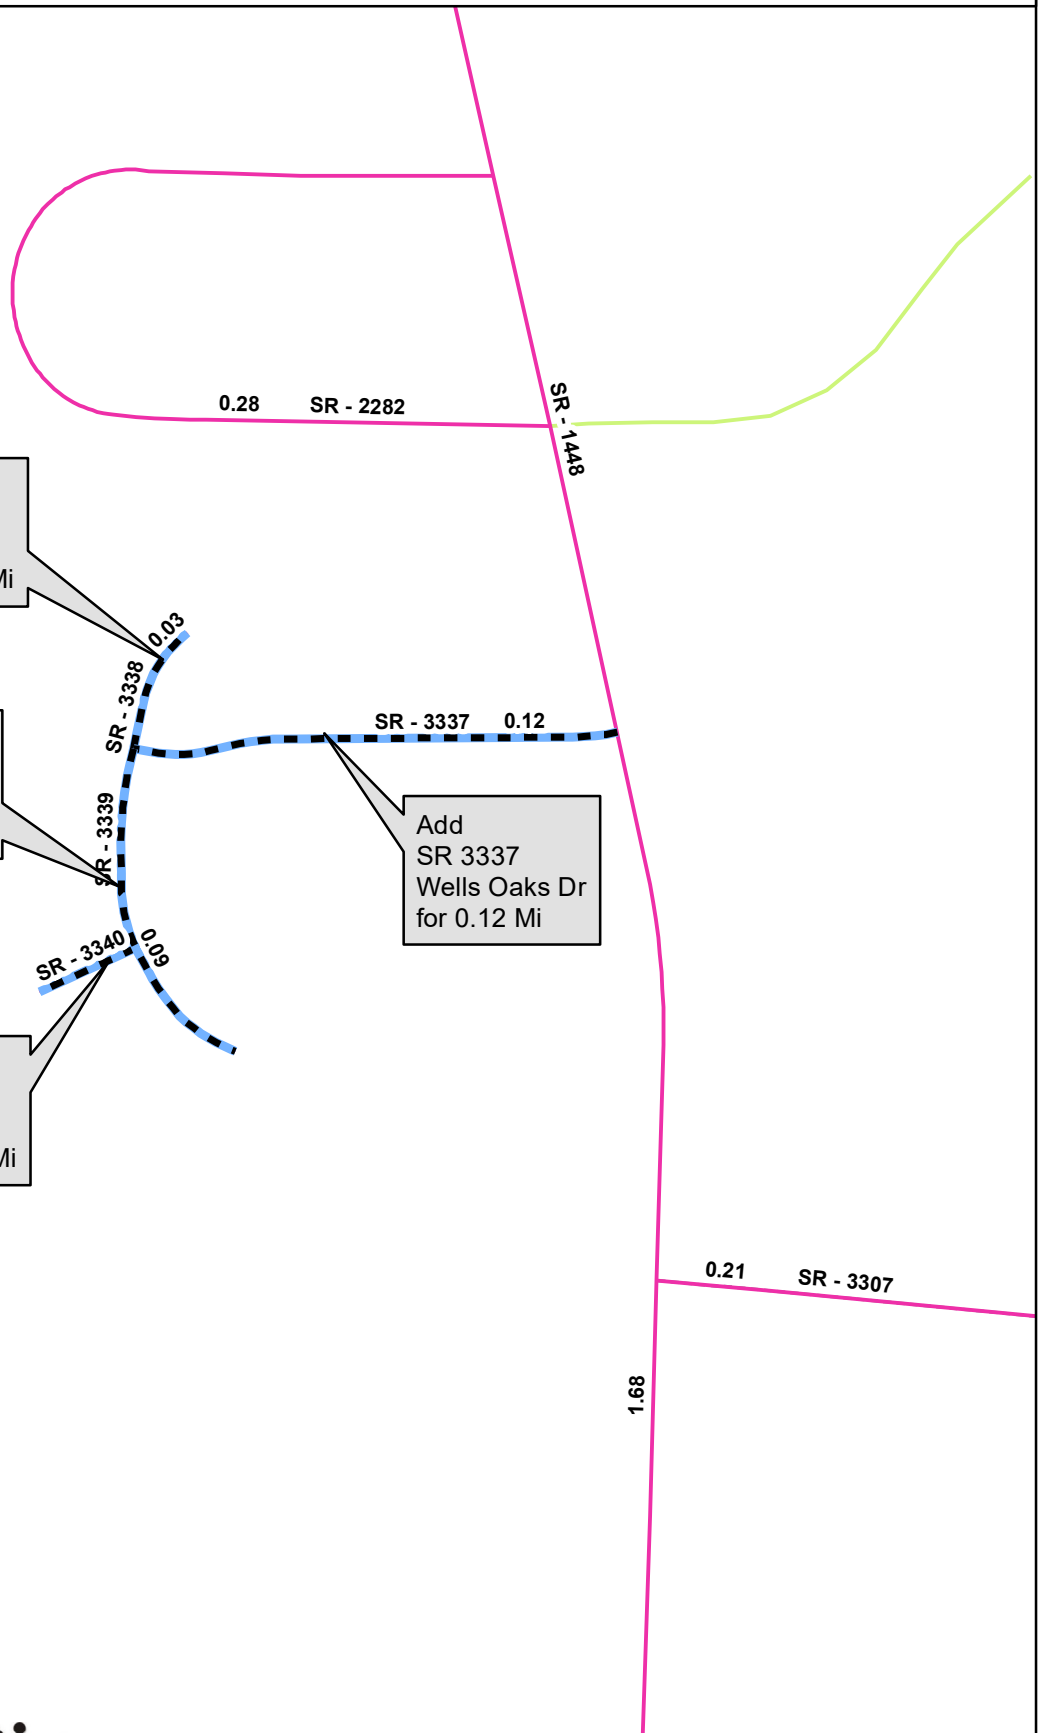 0.28
SR - 2282
SR - 1448
Mi
0.03
SR - 3338
SR - 3337
0.12
SR - 3339
Add
SR 3337
Wells Oaks Dr
for 0.12 Mi
SR - 3340
0.09
Mi
0.21
SR - 3307
1.68